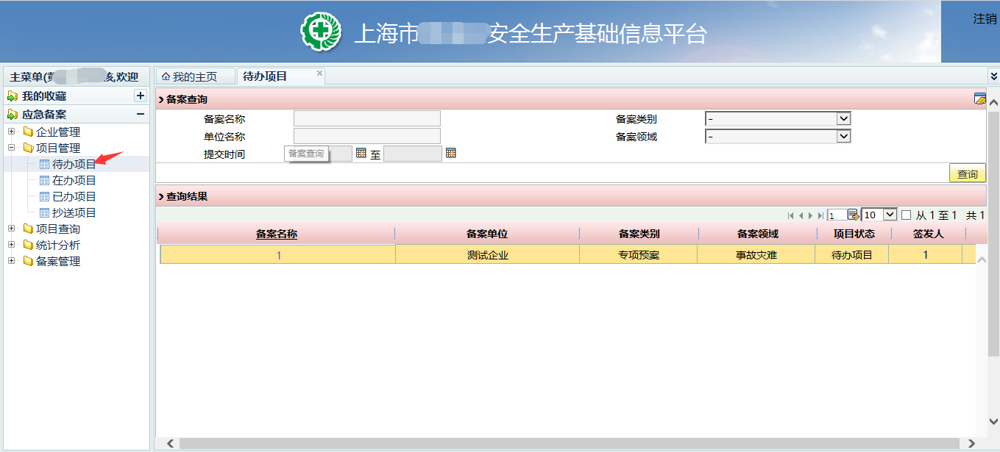 上海市 安全生产基础信息平台
注销
主菜单( 核,欢迎
我的收藏
应急备案
企业管理
项目管理
待办项目
在办项目
已办项目
抄送项目
项目查询
统计分析
备案管理
我的主页 待办项目
备案查询
备案名称 备案类别 -
单位名称 备案领域 -
提交时间 备案查询 至
查询
查询结果
1 10 从 1 至 1 共 1
备案名称 备案单位 备案类别 备案领域 项目状态 签发人
1 测试企业 专项预案 事故灾难 待办项目 1